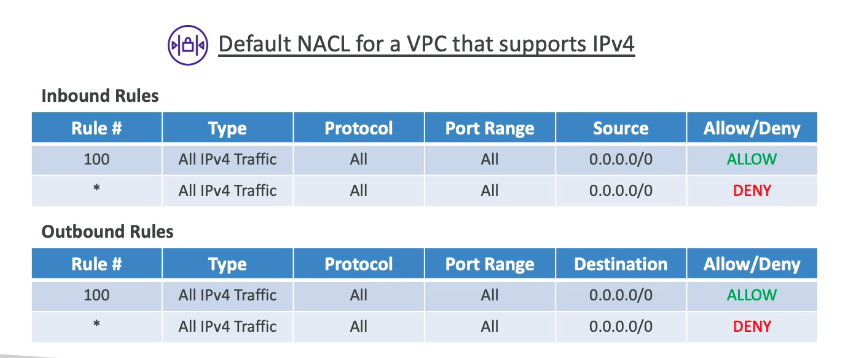 Default NACL for a VPC that supports IPv4
Inbound Rules
Rule # Type Protocol Port Range Source Allow/Deny
100 All IPv4 Traffic All All 0.0.0.0/0 ALLOW
* All IPv4 Traffic All All 0.0.0.0/0 DENY
Outbound Rules
Rule # Type Protocol Port Range Destination Allow/Deny
100 All IPv4 Traffic All All 0.0.0.0/0 ALLOW
* All IPv4 Traffic All All 0.0.0.0/0 DENY